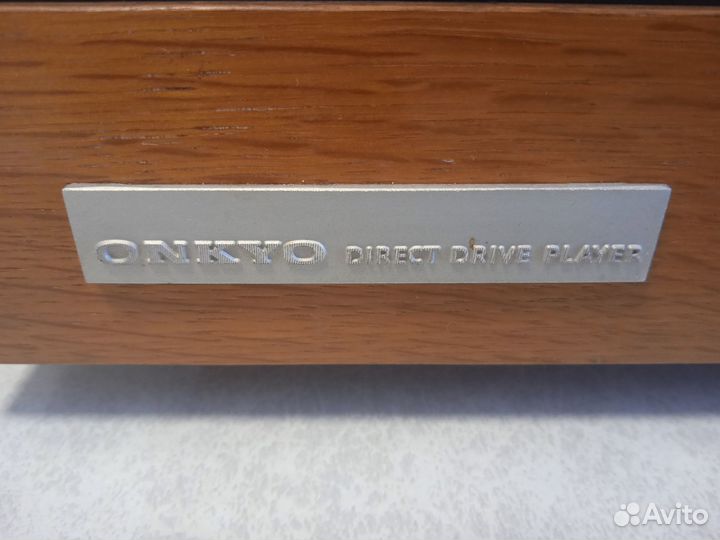 ONKYO DIRECT DRIVE PLAYER
Avito